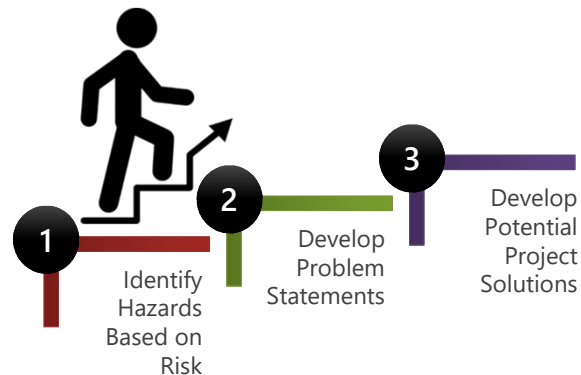 1
Identify
Hazards
Based on
Risk
2
Develop
Problem
Statements
3
Develop
Potential
Project
Solutions